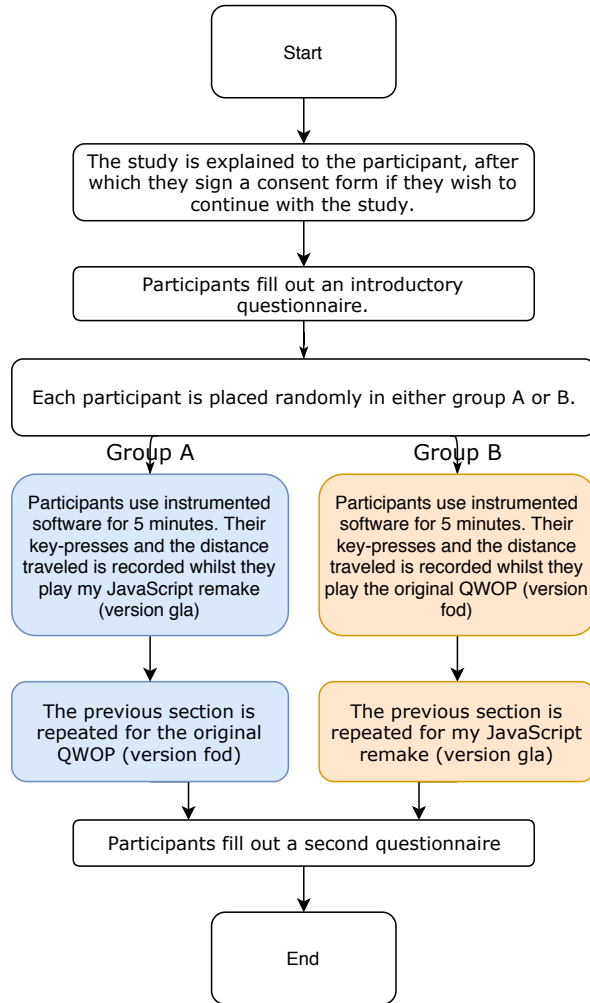 Start
The study is explained to the participant, after
which they sign a consent form if they wish to
continue with the study.
Participants fill out an introductory
questionnaire.
Each participant is placed randomly in either group A or B.
Group A
Participants use instrumented
software for 5 minutes. Their
key-presses and the distance
traveled is recorded whilst they
play my JavaScript remake
(version gla)
The previous section is
repeated for the original
QWOP (version fod)
Group B
Participants use instrumented
software for 5 minutes. Their
key-presses and the distance
traveled is recorded whilst they
play the original QWOP (version
fod)
The previous section is
repeated for my JavaScript
remake (version gla)
Participants fill out a second questionnaire
End